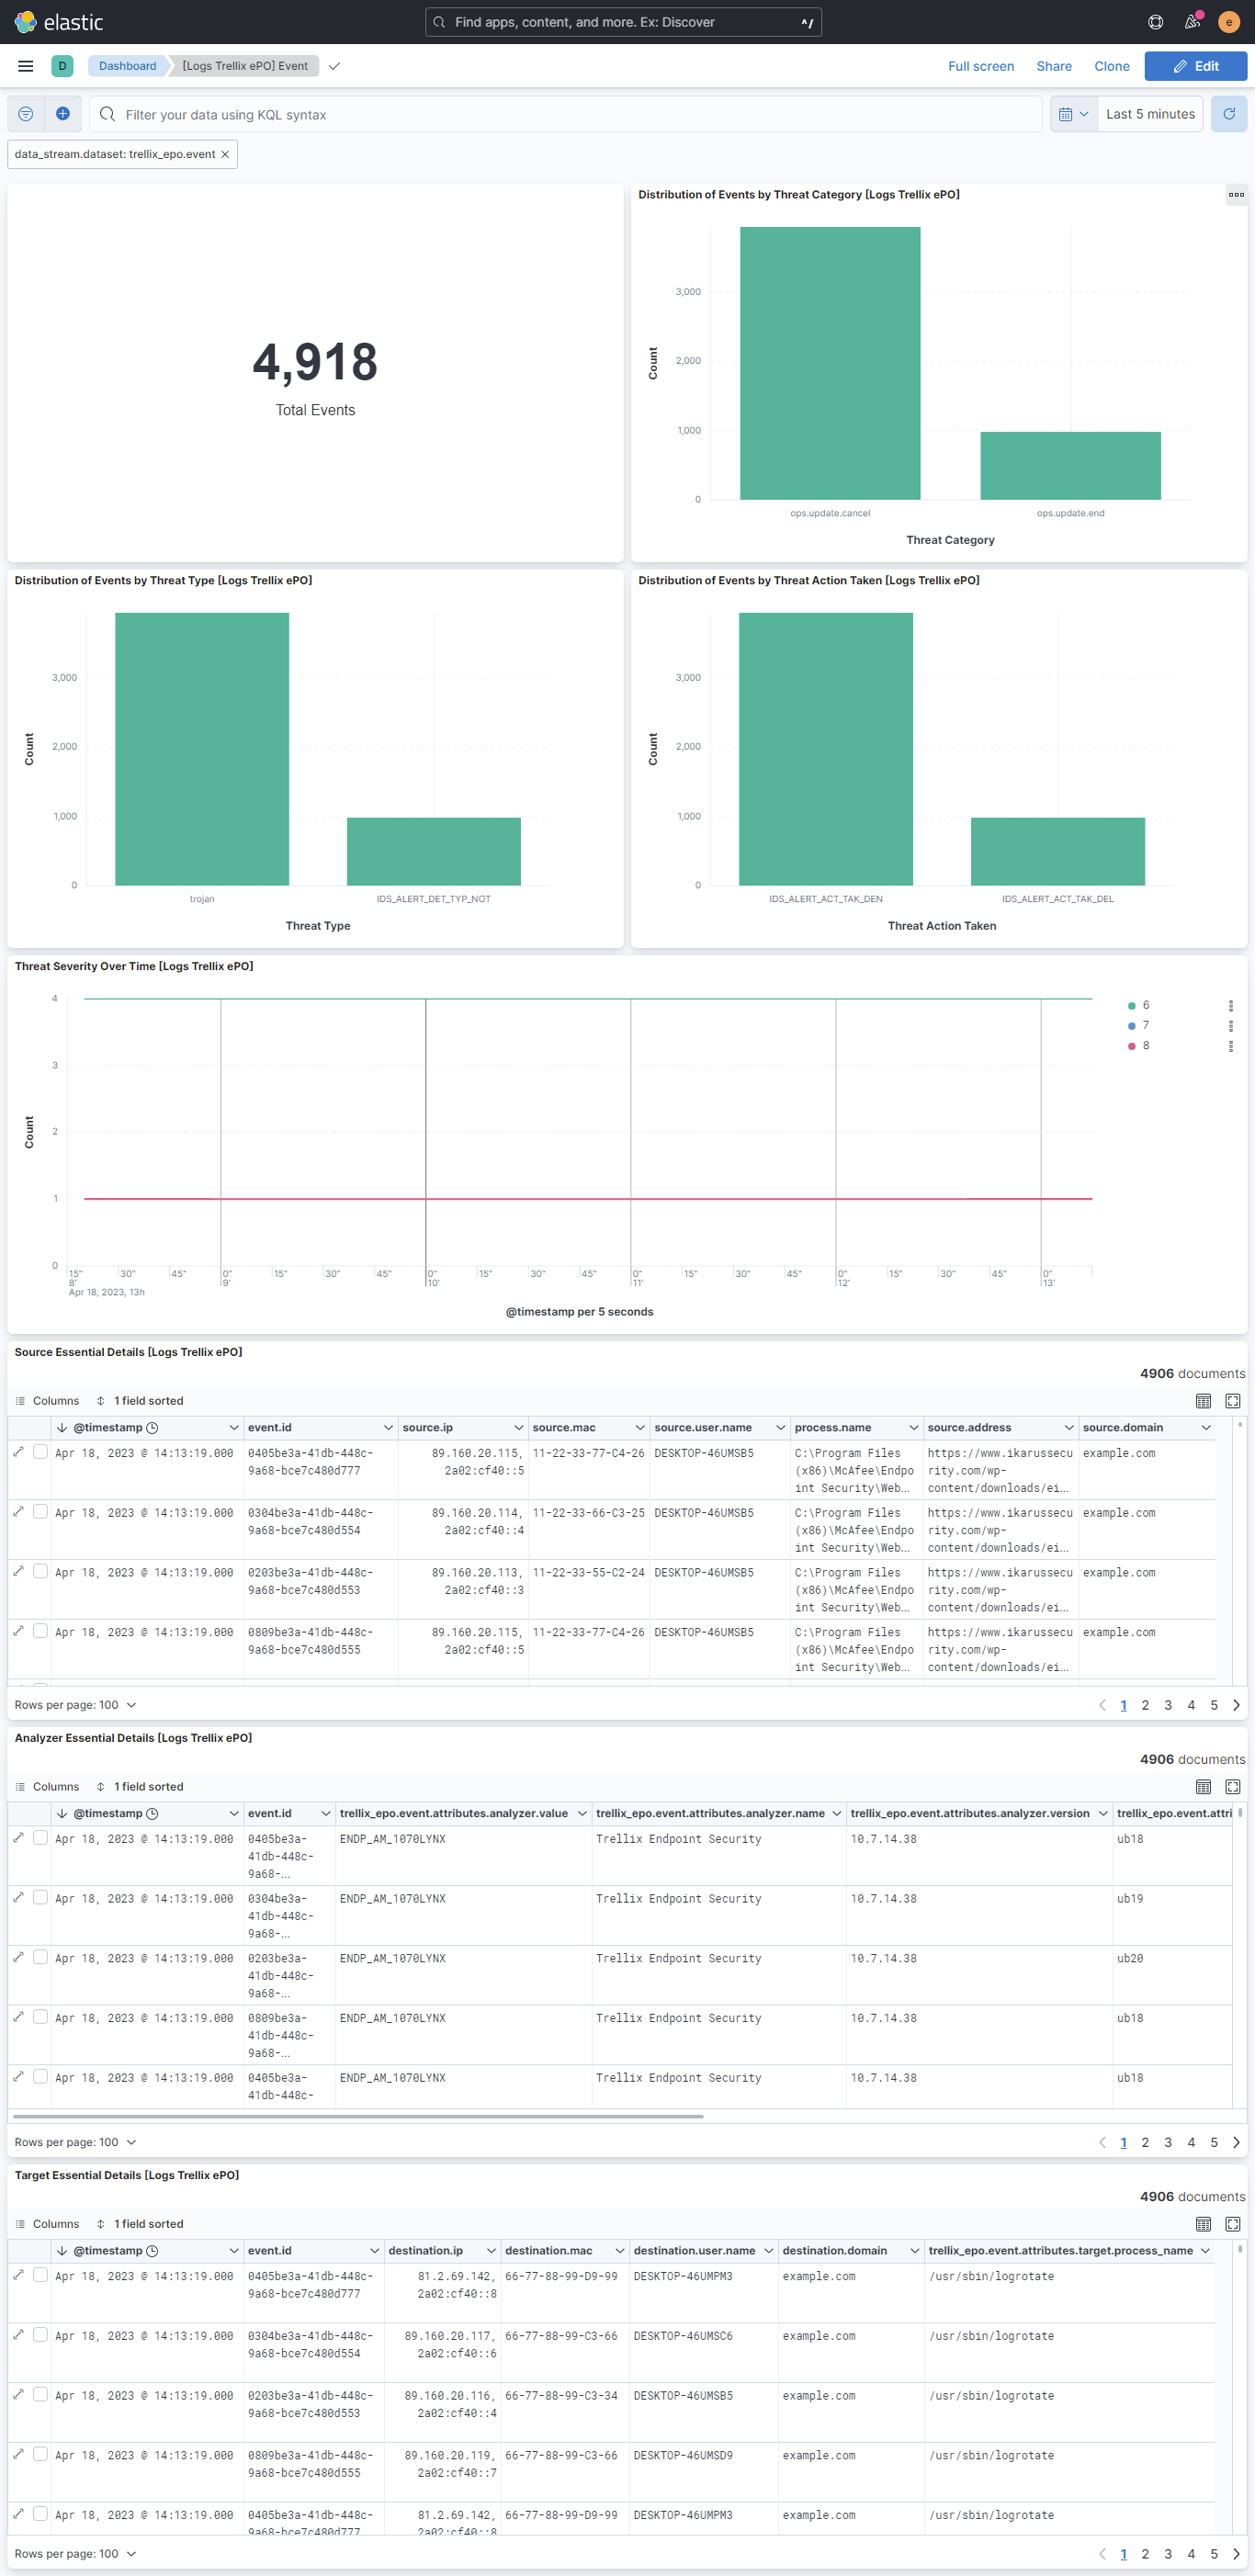 elastic
Find apps, content, and more. Ex: Discover ^/
e
D Dashboard [Logs Trellix ePO] Event Full screen Share Clone Edit
Filter your data using KQL syntax Last 5 minutes
data_stream.dataset: trellix_epo.event
4,918
Total Events
Distribution of Events by Threat Category [Logs Trellix ePO]
Count
3,000
2,000
1,000
0
ops.update.cancel ops.update.end
Threat Category
Distribution of Events by Threat Type [Logs Trellix ePO]
Count
3,000
2,000
1,000
0
trojan IDS_ALERT_DET_TYP_NOT
Threat Type
Distribution of Events by Threat Action Taken [Logs Trellix ePO]
Count
3,000
2,000
1,000
0
IDS_ALERT_ACT_TAK_DEN IDS_ALERT_ACT_TAK_DEL
Threat Action Taken
Threat Severity Over Time [Logs Trellix ePO]
Count
4
3
2
1
0
6
7
8
15" 30" 45" 0" 15" 30" 45" 0" 15" 30" 45" 0" 15" 30" 45" 0" 15" 30" 45" 0"
8' 9' 10' 11' 12' 13'
Apr 18, 2023, 13h
@timestamp per 5 seconds
Source Essential Details [Logs Trellix ePO]
4906 documents
Columns 1 field sorted
@timestamp event.id source.ip source.mac source.user.name process.name source.address source.domain
Apr 18, 2023 @ 14:13:19.000 0405be3a-41db-448c- 89.160.20.115, 11-22-33-77-C4-26 DESKTOP-46UMSB5 C:\Program Files https://www.ikarussecu example.com
9a68-bce7c480d777 2a02:cf40::5 (x86)\McAfee\Endpo rity.com/wp-
int Security\Web... content/downloads/ei...
Apr 18, 2023 @ 14:13:19.000 0304be3a-41db-448c- 89.160.20.114, 11-22-33-66-C3-25 DESKTOP-46UMSB5 C:\Program Files https://www.ikarussecu example.com
9a68-bce7c480d554 2a02:cf40::4 (x86)\McAfee\Endpo rity.com/wp-
int Security\Web... content/downloads/ei...
Apr 18, 2023 @ 14:13:19.000 0203be3a-41db-448c- 89.160.20.113, 11-22-33-55-C2-24 DESKTOP-46UMSB5 C:\Program Files https://www.ikarussecu example.com
9a68-bce7c480d553 2a02:cf40::3 (x86)\McAfee\Endpo rity.com/wp-
int Security\Web... content/downloads/ei...
Apr 18, 2023 @ 14:13:19.000 0809be3a-41db-448c- 89.160.20.115, 11-22-33-77-C4-26 DESKTOP-46UMSB5 C:\Program Files https://www.ikarussecu example.com
9a68-bce7c480d555 2a02:cf40::5 (x86)\McAfee\Endpo rity.com/wp-
int Security\Web... content/downloads/ei...
Rows per page: 100 1 2 3 4 5
Analyzer Essential Details [Logs Trellix ePO]
4906 documents
Columns 1 field sorted
@timestamp event.id trellix_epo.event.attributes.analyzer.value trellix_epo.event.attributes.analyzer.name trellix_epo.event.attributes.analyzer.version trellix_epo.event.attri
Apr 18, 2023 @ 14:13:19.000 0405be3a- ENDP_AM_1070LYNX Trellix Endpoint Security 10.7.14.38 ub18
41db-448c-
9a68-...
Apr 18, 2023 @ 14:13:19.000 0304be3a- ENDP_AM_1070LYNX Trellix Endpoint Security 10.7.14.38 ub19
41db-448c-
9a68-...
Apr 18, 2023 @ 14:13:19.000 0203be3a- ENDP_AM_1070LYNX Trellix Endpoint Security 10.7.14.38 ub20
41db-448c-
9a68-...
Apr 18, 2023 @ 14:13:19.000 0809be3a- ENDP_AM_1070LYNX Trellix Endpoint Security 10.7.14.38 ub18
41db-448c-
9a68-...
Apr 18, 2023 @ 14:13:19.000 0405be3a- ENDP_AM_1070LYNX Trellix Endpoint Security 10.7.14.38 ub18
41db-448c-
Rows per page: 100 1 2 3 4 5
Target Essential Details [Logs Trellix ePO]
4906 documents
Columns 1 field sorted
@timestamp event.id destination.ip destination.mac destination.user.name destination.domain trellix_epo.event.attributes.target.process_name
Apr 18, 2023 @ 14:13:19.000 0405be3a-41db-448c- 81.2.69.142, 66-77-88-99-D9-99 DESKTOP-46UMPM3 example.com /usr/sbin/logrotate
9a68-bce7c480d777 2a02:cf40::8
Apr 18, 2023 @ 14:13:19.000 0304be3a-41db-448c- 89.160.20.117, 66-77-88-99-C3-66 DESKTOP-46UMSC6 example.com /usr/sbin/logrotate
9a68-bce7c480d554 2a02:cf40::6
Apr 18, 2023 @ 14:13:19.000 0203be3a-41db-448c- 89.160.20.116, 66-77-88-99-C3-34 DESKTOP-46UMSB5 example.com /usr/sbin/logrotate
9a68-bce7c480d553 2a02:cf40::4
Apr 18, 2023 @ 14:13:19.000 0809be3a-41db-448c- 89.160.20.119, 66-77-88-99-C3-66 DESKTOP-46UMSD9 example.com /usr/sbin/logrotate
9a68-bce7c480d555 2a02:cf40::7
Apr 18, 2023 @ 14:13:19.000 0405be3a-41db-448c- 81.2.69.142, 66-77-88-99-D9-99 DESKTOP-46UMPM3 example.com /usr/sbin/logrotate
9a68-bce7c480d777 2a02:cf40::8
Rows per page: 100 1 2 3 4 5